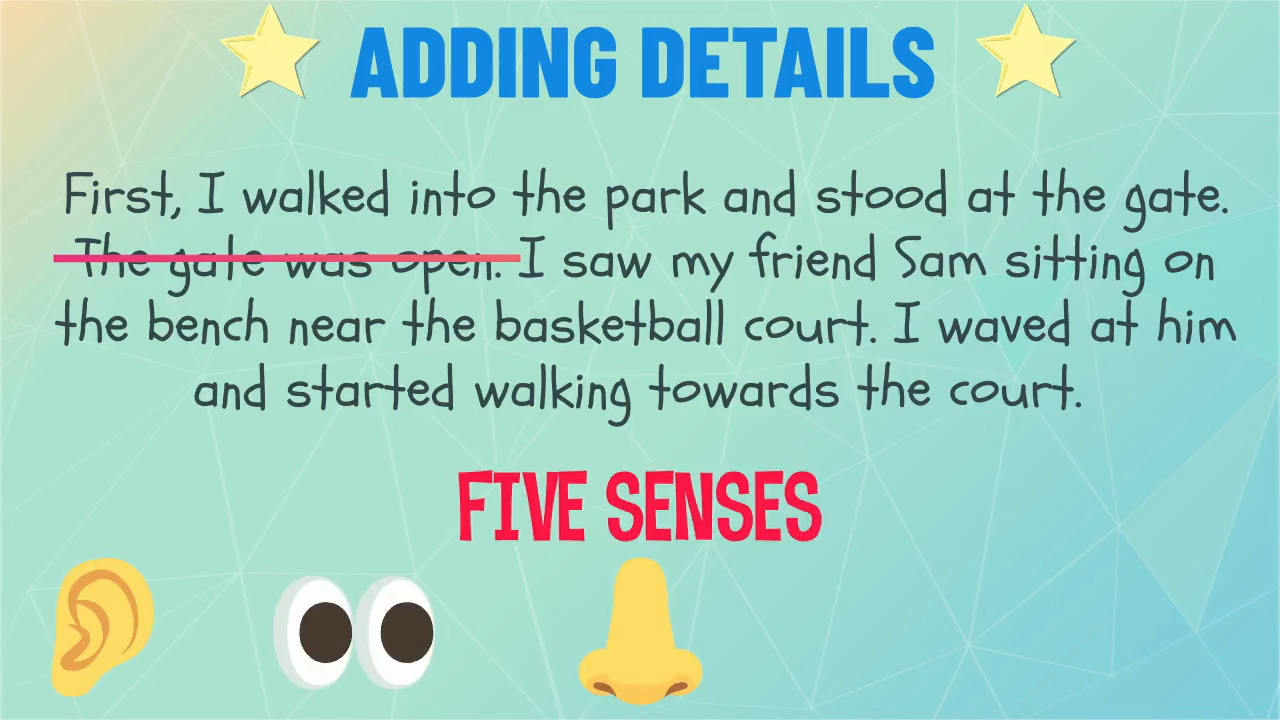 ADDING DETAILS
First, I walked into the park and stood at the gate.
The gate was open. I saw my friend Sam sitting on
the bench near the basketball court. I waved at him
and started walking towards the court.
FIVE SENSES